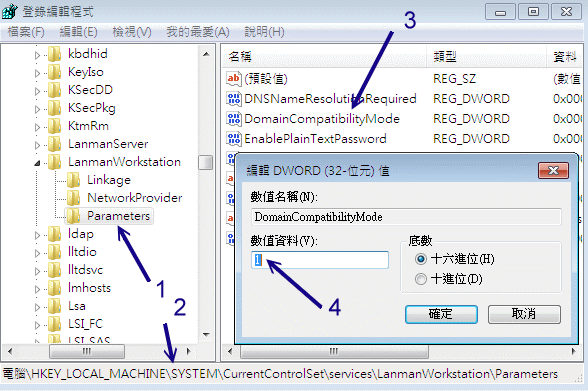 登錄編輯程式
檔案(F) 編輯(E) 檢視(V) 我的最愛(A) 說明(H)
kbdhid
KeyIso
KSecDD
KSecPkg
KtmRm
LanmanServer
LanmanWorkstation
Linkage
NetworkProvider
Parameters
ldap
lltdio
lltdsvc
lmhosts
Lsa
LSI_FC
LSI_SAS
1
2
名稱 類型 資料
3
ab (預設值) REG_SZ (數值
DNSNameResolutionRequired REG_DWORD 0x000
DomainCompatibilityMode REG_DWORD 0x000
EnablePlainTextPassword REG_DWORD 0x000
編輯 DWORD (32-位元) 值
數值名稱(N):
DomainCompatibilityMode
數值資料(V):
1
4
底數
十六進位(H)
十進位(D)
確定 取消
電腦\HKEY_LOCAL_MACHINE\SYSTEM\CurrentControlSet\services\LanmanWorkstation\Parameters